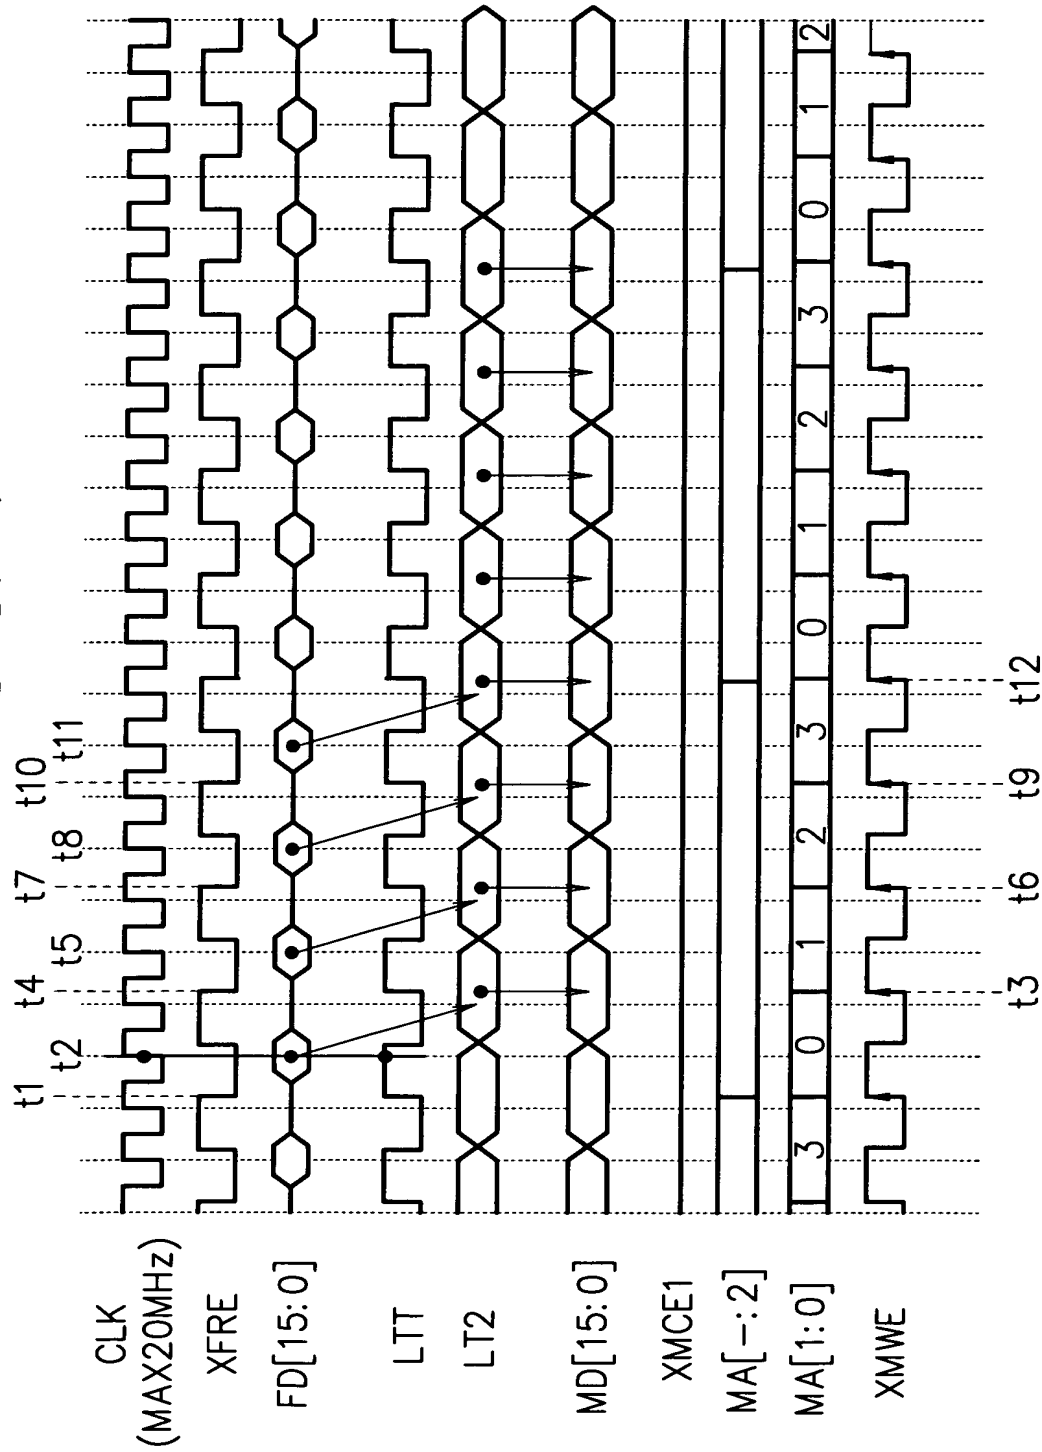 t1 t4 t7 t10
t2 t5 t8 t11
CLK
(MAX20MHz)
XFRE
FD[15:0]
LTT
LT2
MD[15:0]
XMCE1
MA[-:2]
MA[1:0] 3 0 1 2 3 0 1 2 3 0 1 2
XMWE
t3 t6 t9 t12